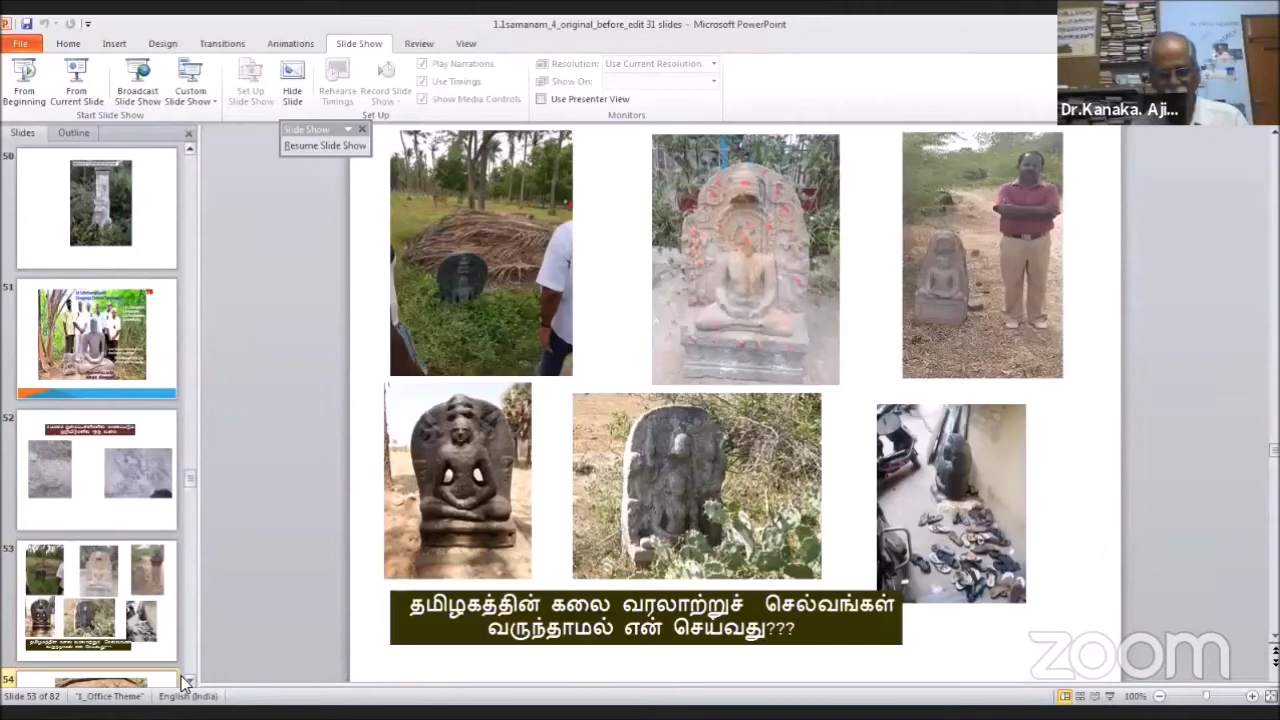 1.1samanam_4_original_before_edit 31 slides - Microsoft PowerPoint
File Home Insert Design Transitions Animations Slide Show Review View
From Beginning
From Current Slide
Broadcast Slide Show
Custom Slide Show
Set Up Slide Show
Hide Slide
Rehearse Timings
Record Slide Show
Play Narrations
Use Timings
Show Media Controls
Resolution: Use Current Resolution
Show On:
Use Presenter View
Start Slide Show
Set Up
Monitors
Dr.Kanaka. Aji...
Slides Outline
Slide Show
Resume Slide Show
50
51
52
53
54
தமிழகத்தின் கலை வரலாற்றுச் செல்வங்கள்
வருந்தாமல் என் செய்வது???
zoom
Slide 53 of 82 "1_Office Theme" English (India) 100%